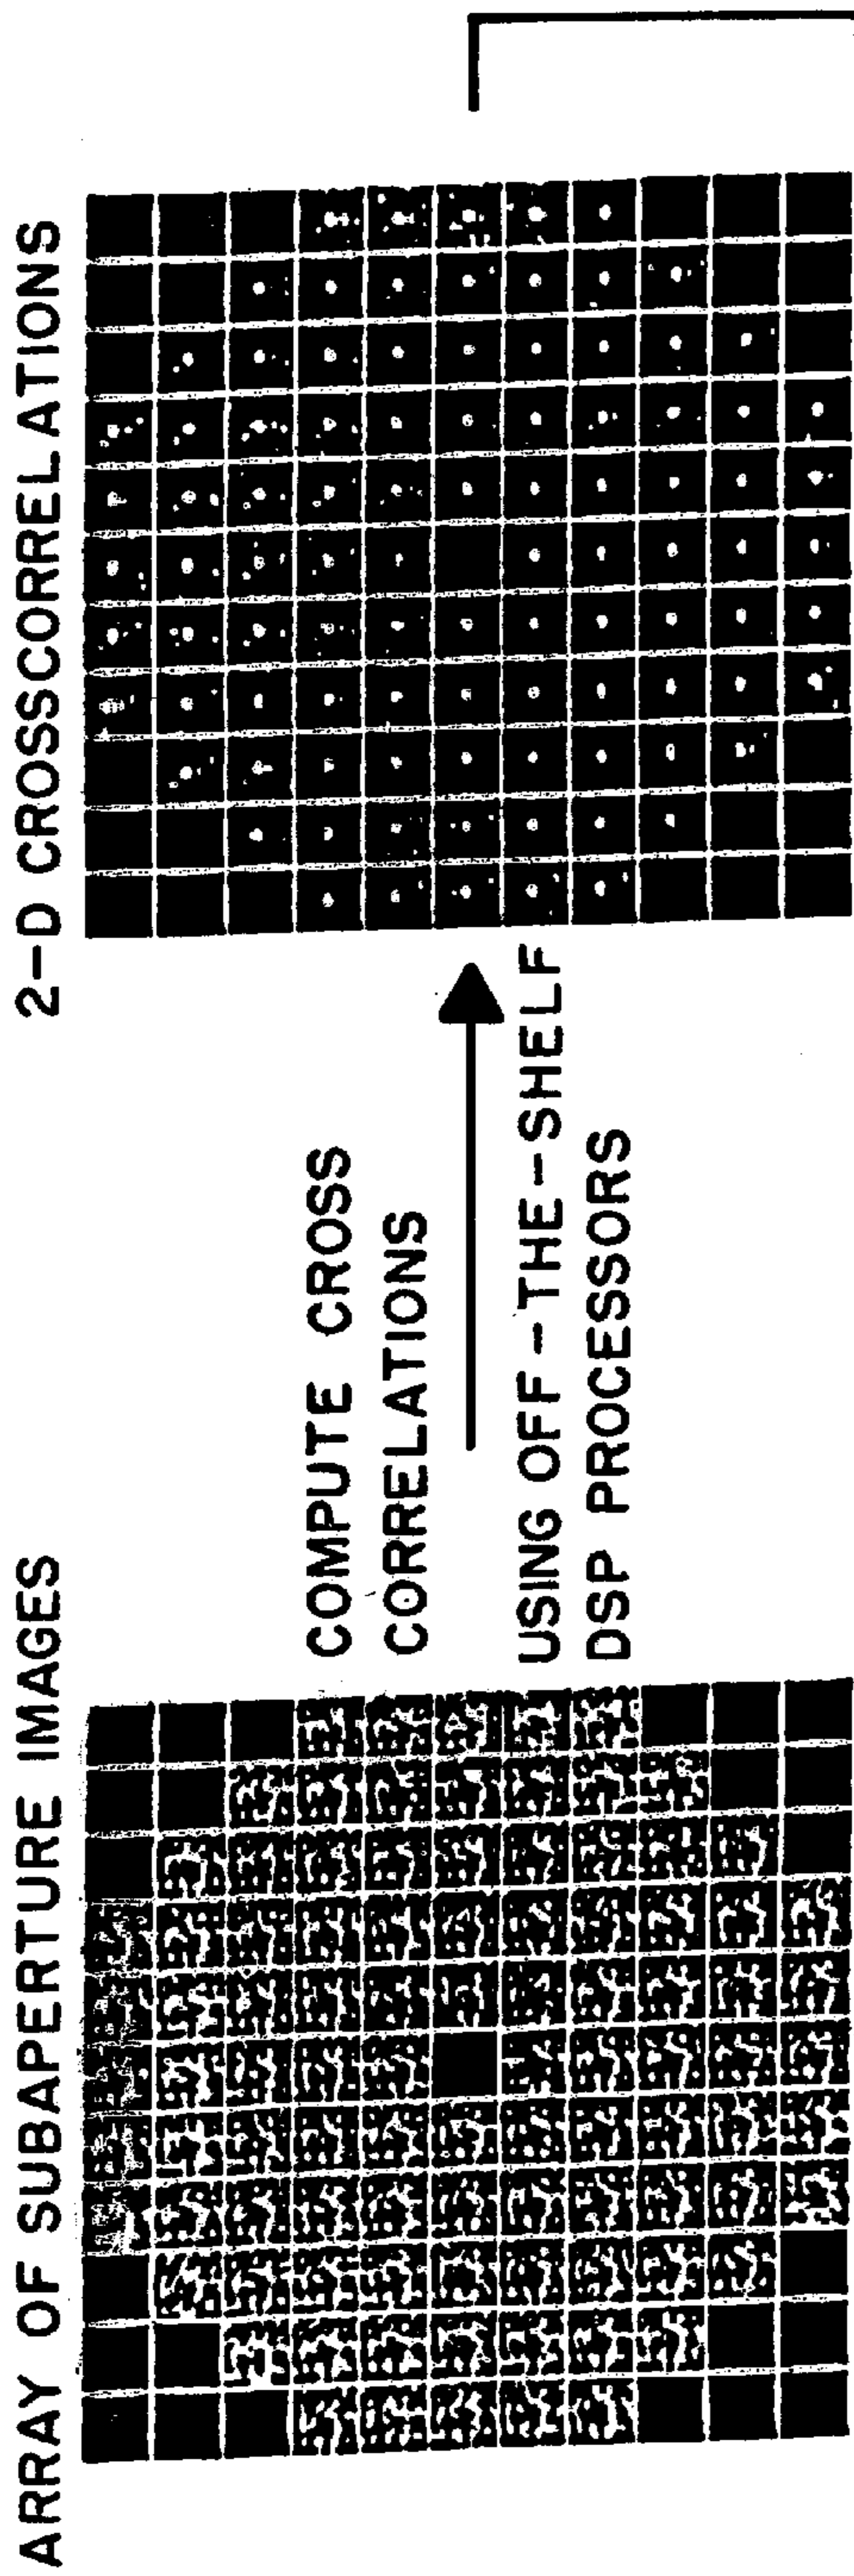 ARRAY OF SUBAPERTURE IMAGES
COMPUTE CROSS
CORRELATIONS
USING OFF-THE-SHELF
DSP PROCESSORS
2-D CROSSCORRELATIONS